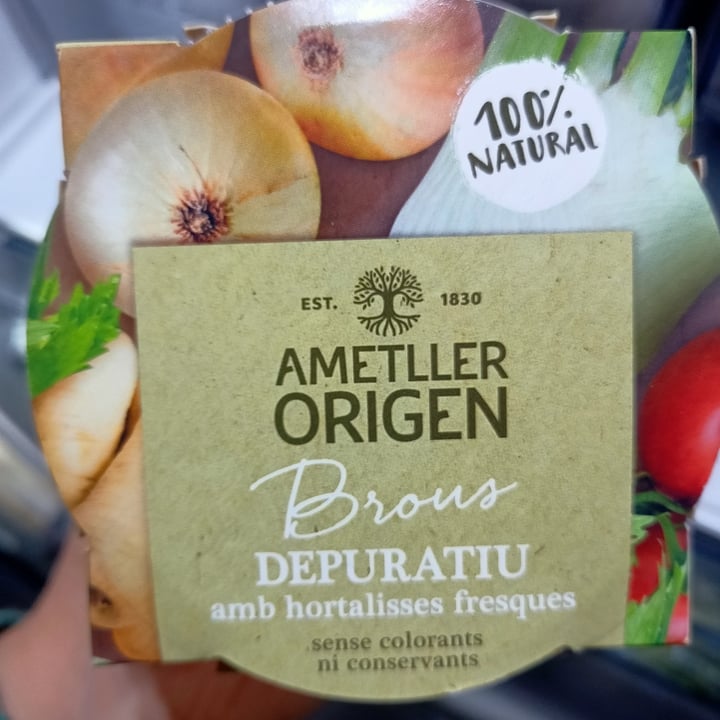 100%
NATURAL
EST. 1830
AMETLLER
ORIGEN
Brous
DEPURATIU
amb hortalisses fresques
sense colorants
ni conservants